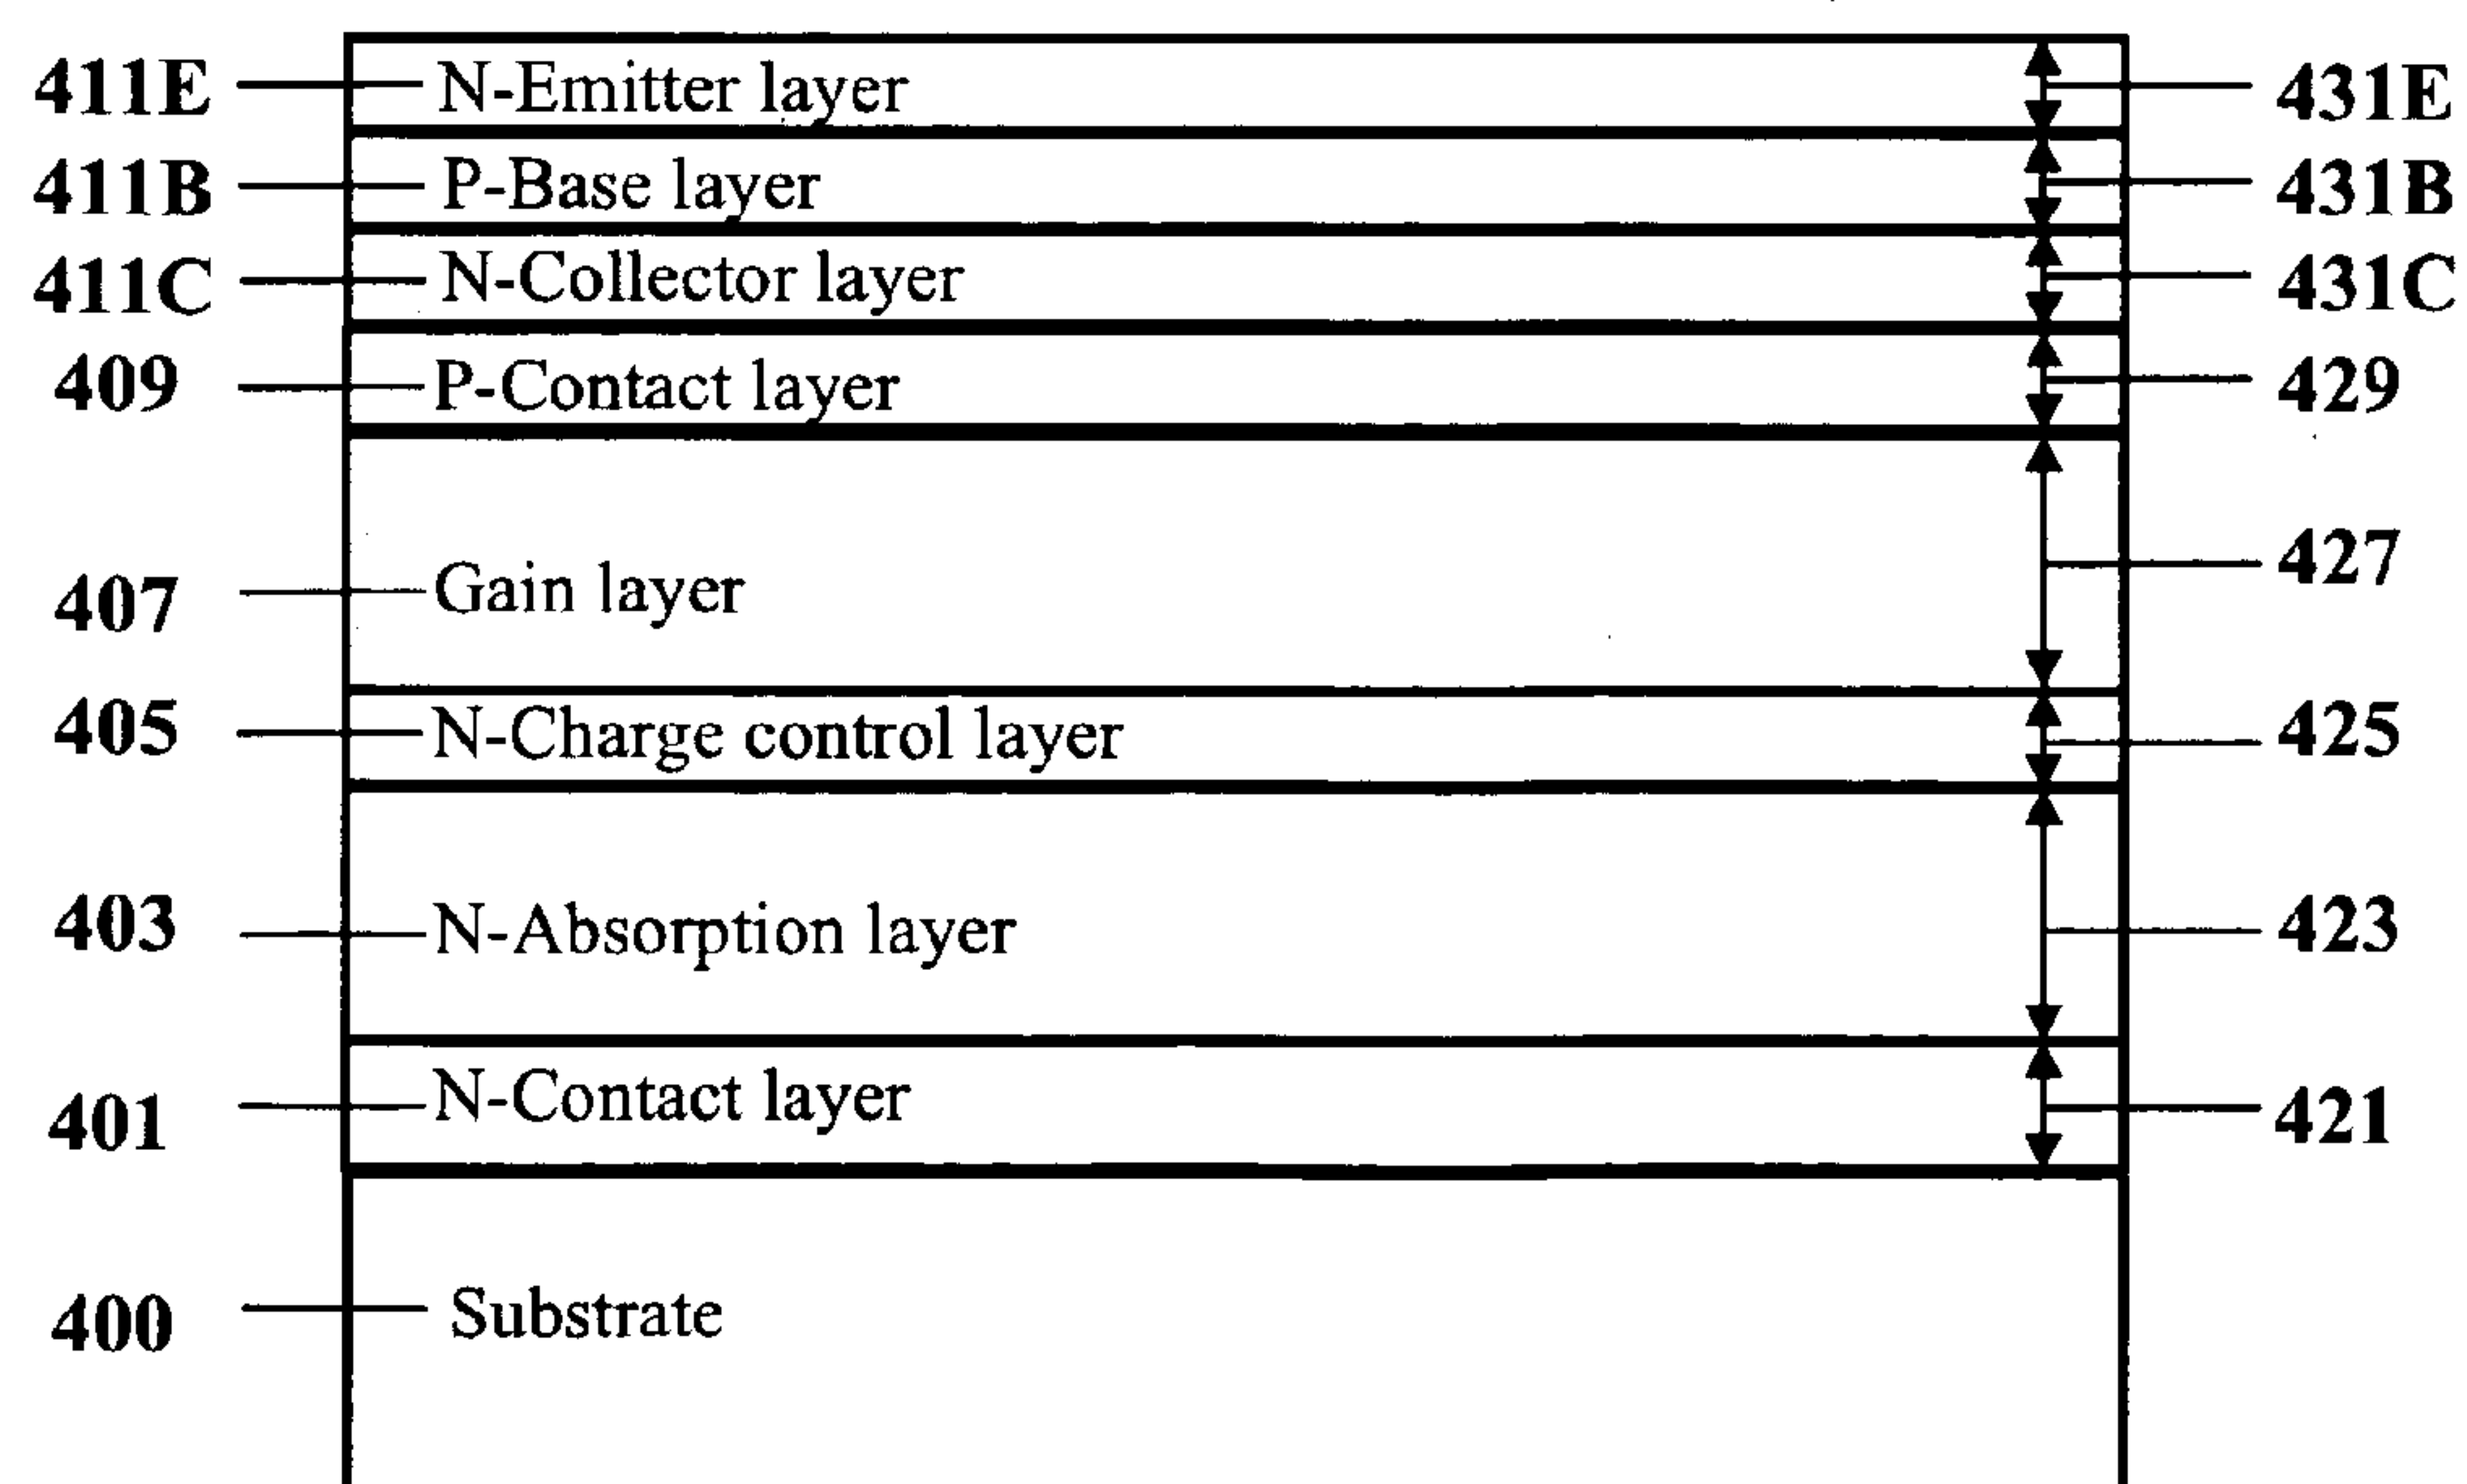 411E N-Emitter layer 431E
411B P-Base layer 431B
411C N-Collector layer 431C
409 P-Contact layer 429
407 Gain layer 427
405 N-Charge control layer 425
403 N-Absorption layer 423
401 N-Contact layer 421
400 Substrate